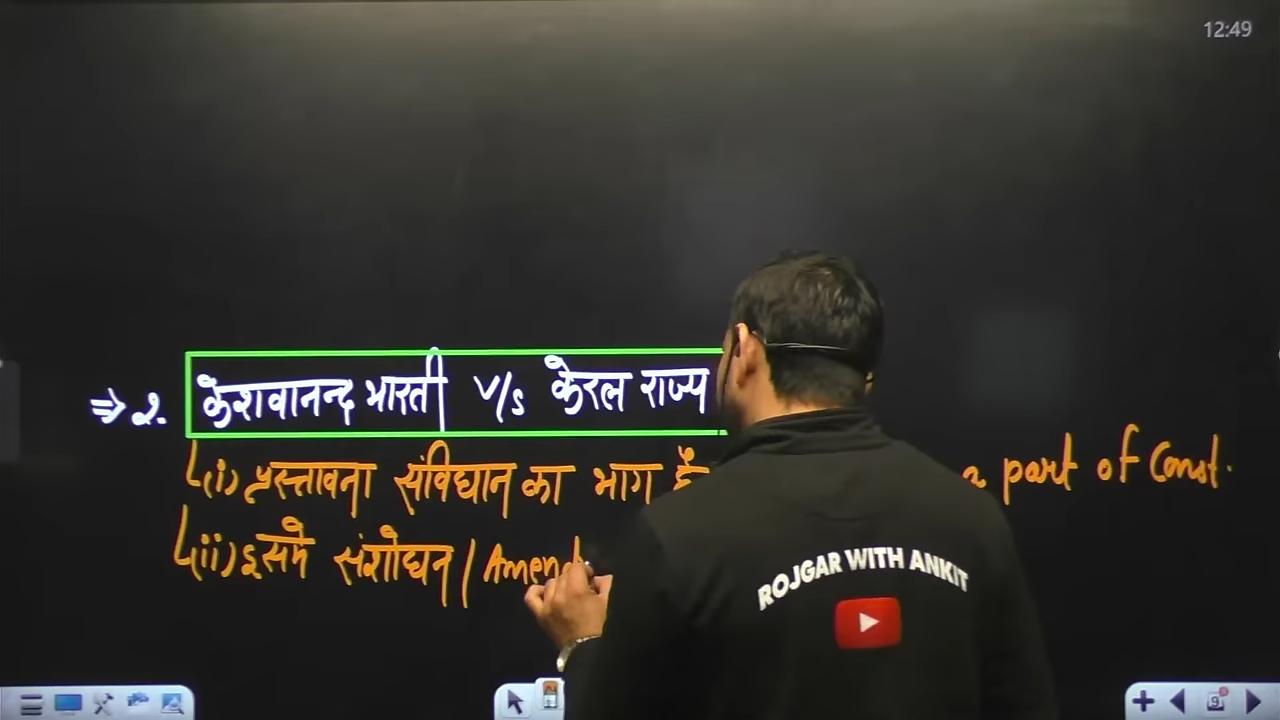 12:49
⇒ 2. केशवानन्द भारती V/s केरल राज्य
(i) प्रस्तावना संविधान का भाग है part of Const.
(ii) इसमें संशोधन / Amend
ROJGAR WITH ANKIT
9